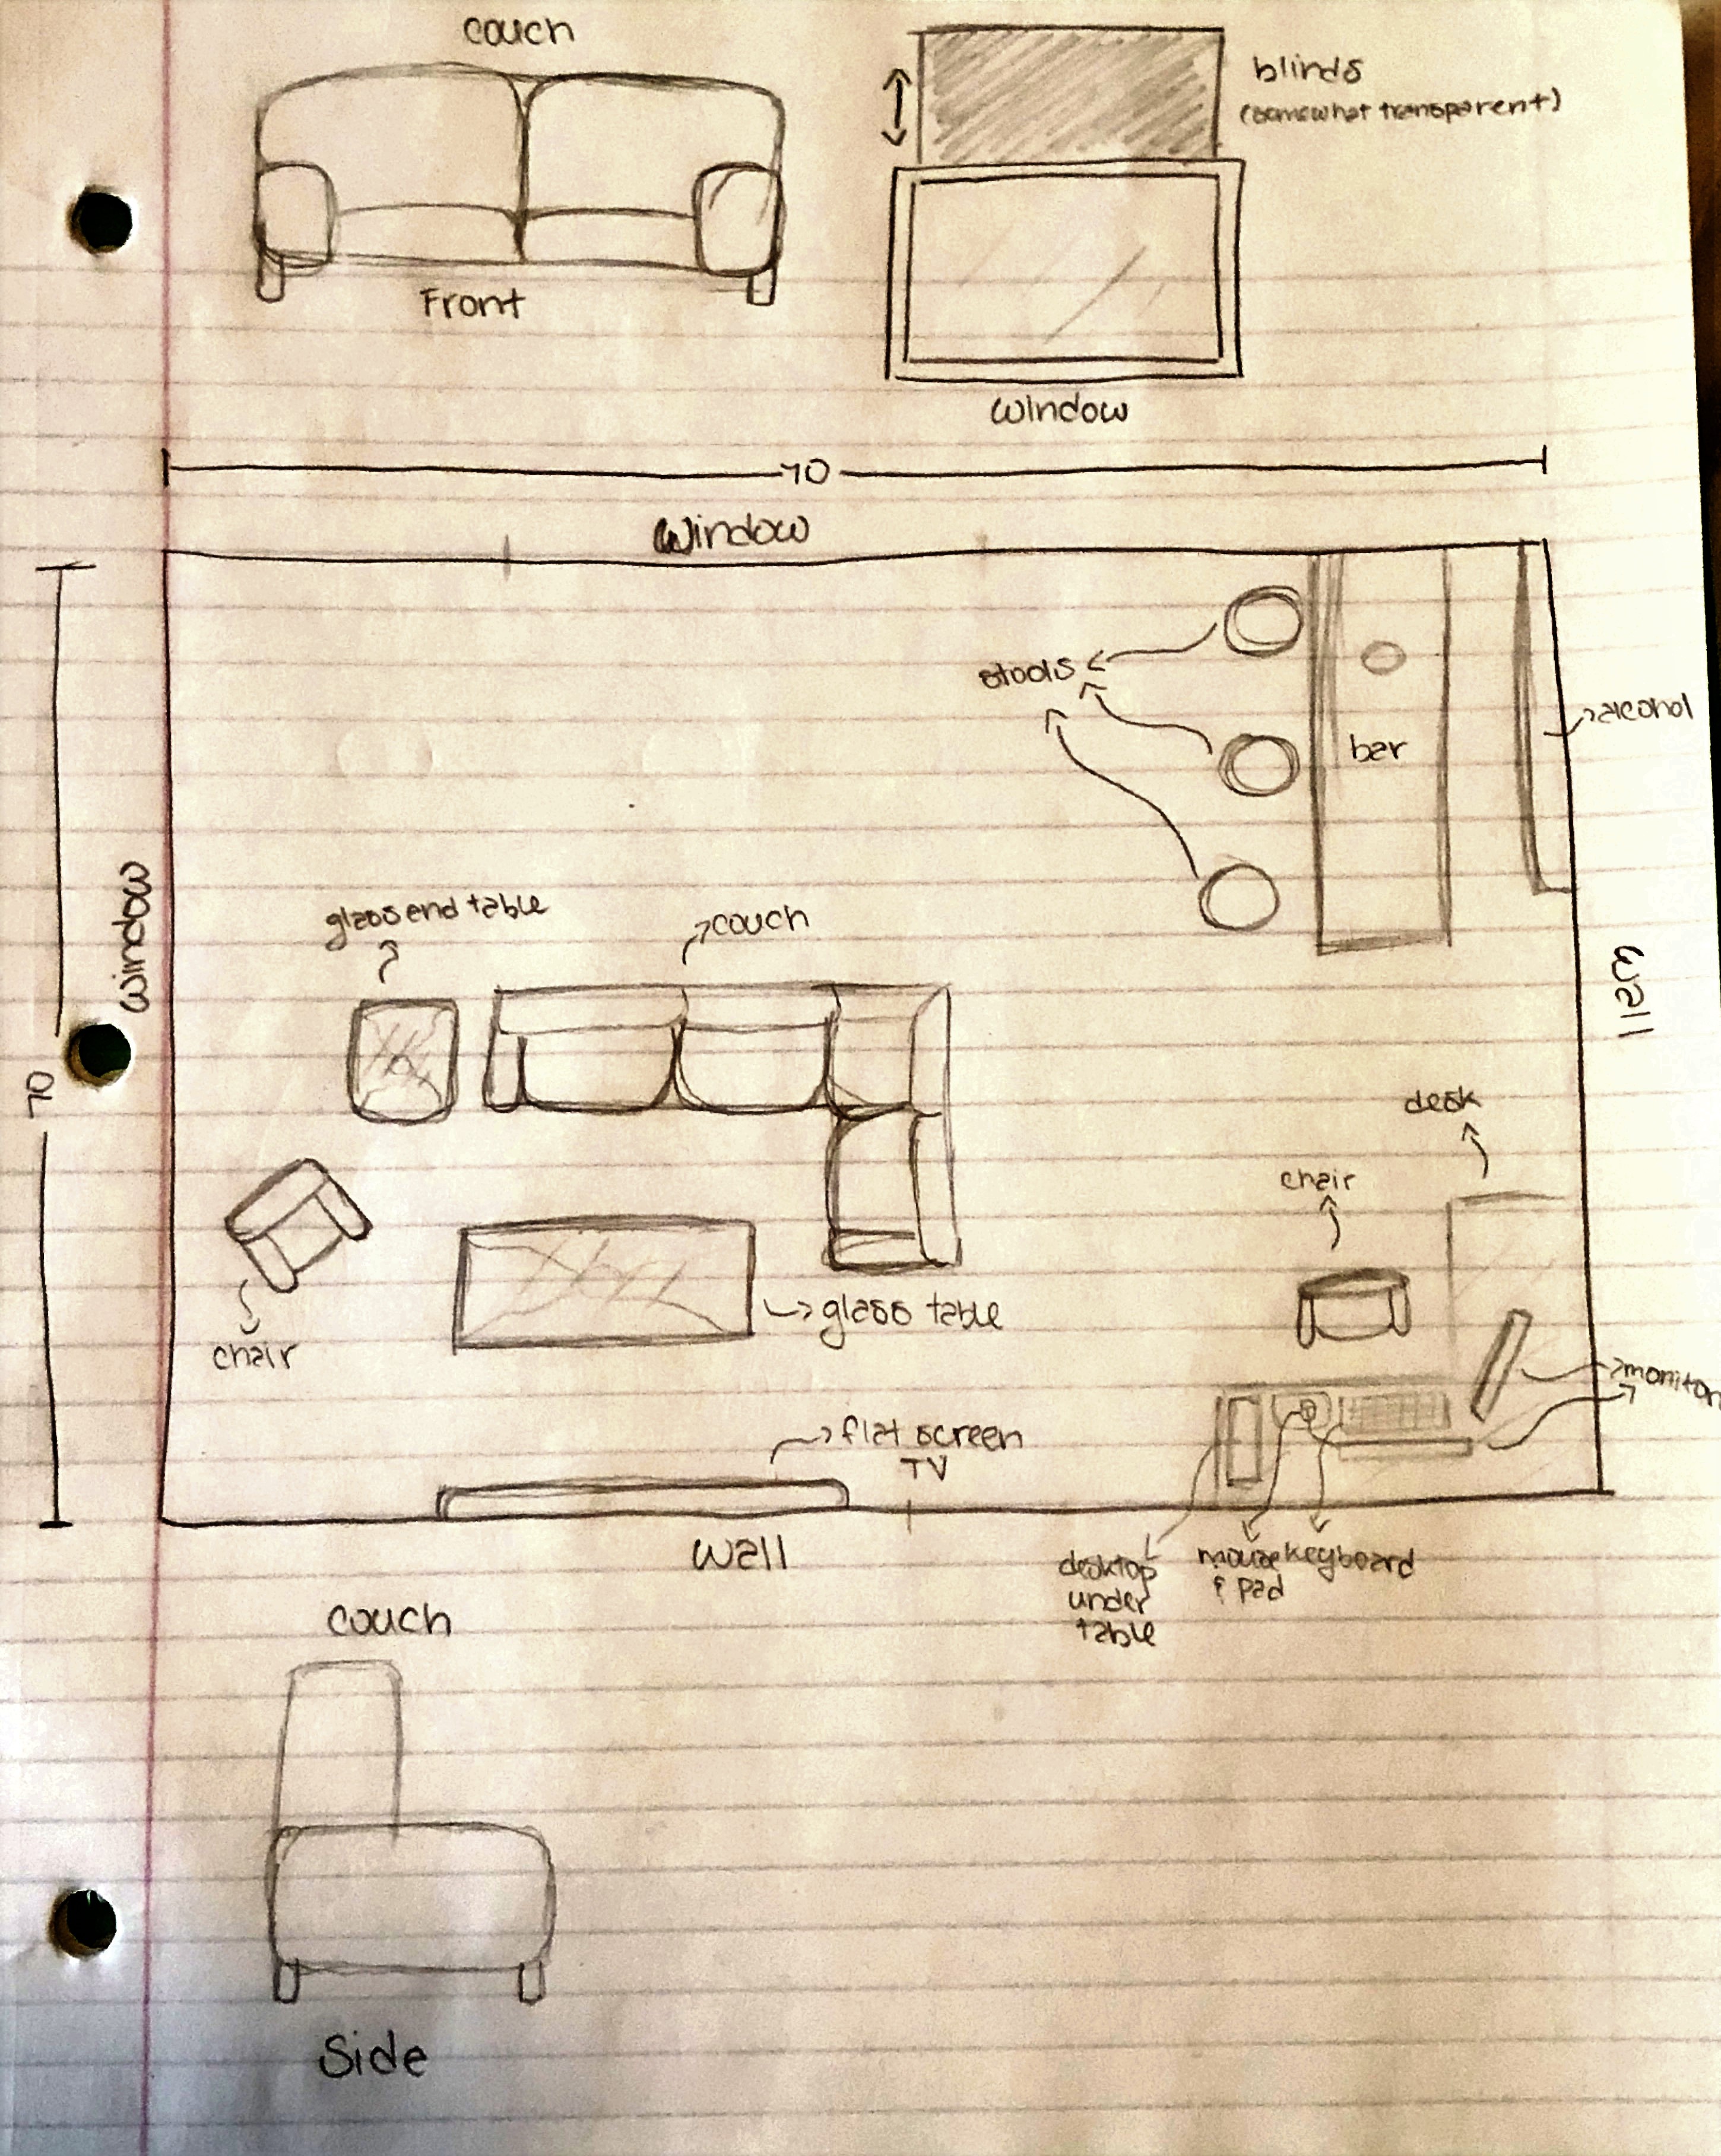 couch
blinds
(somewhat transparent)
Front
window
70
window
stools
alcohol
bar
window
wall
glass end table
couch
70
desk
chair
glass table
chair
monitor
flat screen
TV
wall
desktop
under
table
mouse
& pad
keyboard
couch
Side